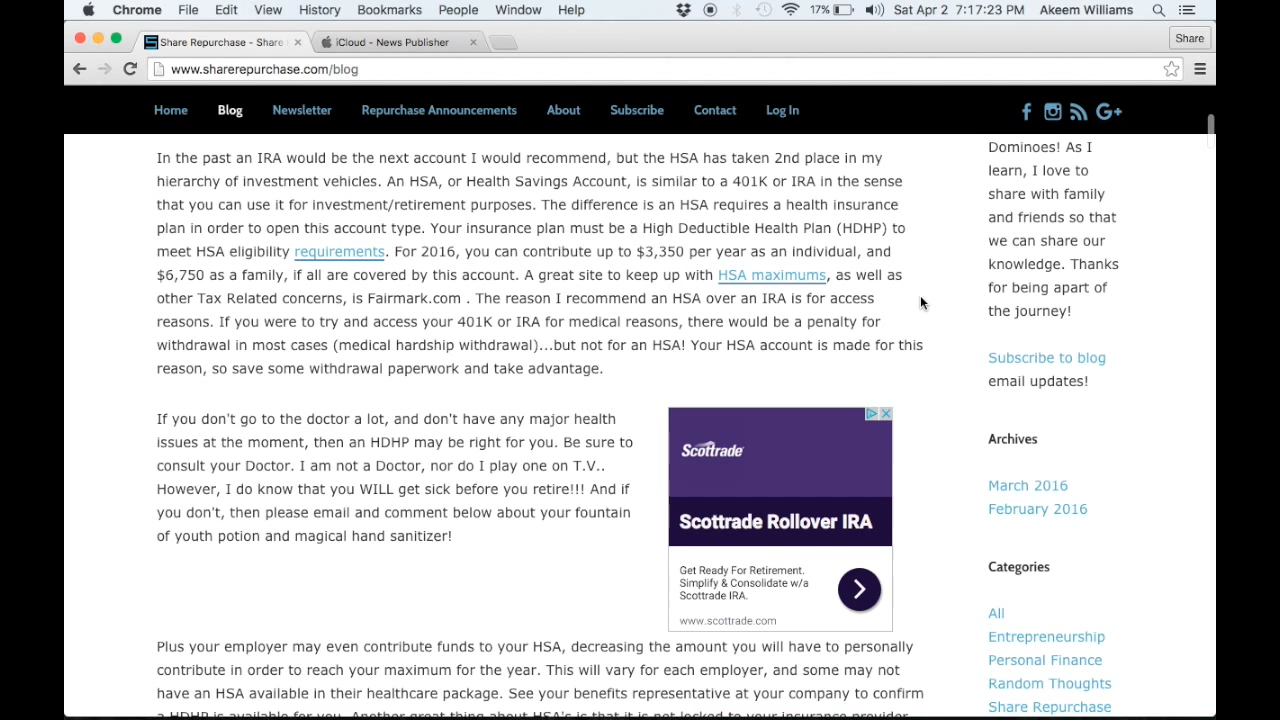 Chrome File Edit View History Bookmarks People Window Help 17% Sat Apr 2 7:17:23 PM Akeem Williams
Share Repurchase - Share iCloud - News Publisher Share
www.sharerepurchase.com/blog
Home Blog Newsletter Repurchase Announcements About Subscribe Contact Log In
In the past an IRA would be the next account I would recommend, but the HSA has taken 2nd place in my
hierarchy of investment vehicles. An HSA, or Health Savings Account, is similar to a 401K or IRA in the sense
that you can use it for investment/retirement purposes. The difference is an HSA requires a health insurance
plan in order to open this account type. Your insurance plan must be a High Deductible Health Plan (HDHP) to
meet HSA eligibility requirements. For 2016, you can contribute up to $3,350 per year as an individual, and
$6,750 as a family, if all are covered by this account. A great site to keep up with HSA maximums, as well as
other Tax Related concerns, is Fairmark.com . The reason I recommend an HSA over an IRA is for access
reasons. If you were to try and access your 401K or IRA for medical reasons, there would be a penalty for
withdrawal in most cases (medical hardship withdrawal)...but not for an HSA! Your HSA account is made for this
reason, so save some withdrawal paperwork and take advantage.
If you don't go to the doctor a lot, and don't have any major health
issues at the moment, then an HDHP may be right for you. Be sure to
consult your Doctor. I am not a Doctor, nor do I play one on T.V..
However, I do know that you WILL get sick before you retire!!! And if
you don't, then please email and comment below about your fountain
of youth potion and magical hand sanitizer!
Scottrade
Scottrade Rollover IRA
Get Ready For Retirement.
Simplify & Consolidate w/a
Scottrade IRA.
www.scottrade.com
Plus your employer may even contribute funds to your HSA, decreasing the amount you will have to personally
contribute in order to reach your maximum for the year. This will vary for each employer, and some may not
have an HSA available in their healthcare package. See your benefits representative at your company to confirm
a HDHP is available for you. Another great thing about HSA's is that it is not locked to your insurance provider
Dominoes! As I
learn, I love to
share with family
and friends so that
we can share our
knowledge. Thanks
for being apart of
the journey!
Subscribe to blog
email updates!
Archives
March 2016
February 2016
Categories
All
Entrepreneurship
Personal Finance
Random Thoughts
Share Repurchase